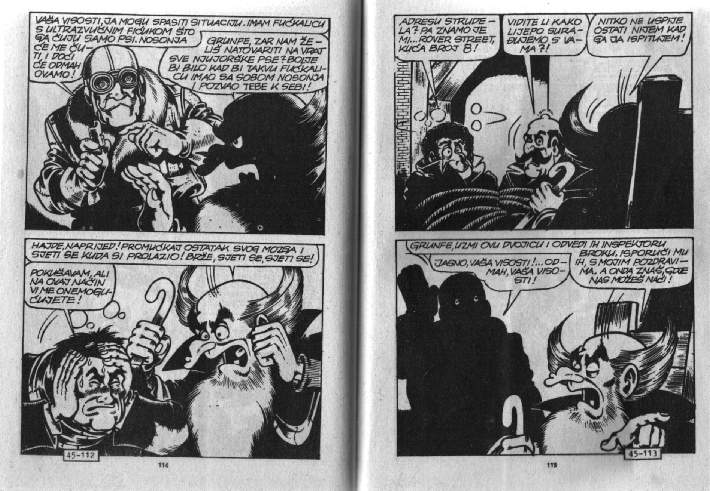 VAŠA VISOSTI, JA MOGU SPASITI SITUACIJU. IMAM FUĆKALICU
S ULTRAZVUČNIM FIĆUKOM ŠTO
GA ČUJU SAMO PSI. NOSONJA
ĆE ME ČU-
TI, I DOĆI
ĆE ODMAH
OVAMO!
GRUNFE, ZAR NAM ŽE-
LIŠ NATOVARITI NA VRAT
SVE NJUJORŠKE PSE? BOLJE
BI BILO KAD BI TAKVU FUĆKALI-
CU IMAO SA SOBOM NOSONJA
I POZVAO TEBE K SEBI!
HAJDE, NAPRIJED! PROMUĆKAJ OSTATAK SVOG MOZGA I
SJETI SE KUDA SI PROLAZIO! BRŽE, SJETI SE, SJETI SE!
POKUŠAVAM, ALI
NA OVAJ NAČIN
VI ME ONEMOGU-
ĆUJETE!
45-112
114
ADRESU ŠTRUDE-
LA? PA ZNAMO JE
MI... ROVER STREET,
KUĆA BROJ 8!
VIDITE LI KAKO
LIJEPO SURA-
ĐUJEMO S VA-
MA?!
NITKO NE USPIJE
OSTATI NIJEM KAD
GA JA ISPITUJEM!
GRUNFE, UZMI OVU DVOJICU I ODVEDI IH INSPEKTORU
BROKU. ISPORUČI MU
IH, S MOJIM POZDRAVI-
MA. A ONDA ZNAŠ, GDJE
NAS MOŽEŠ NAĆI!
JASNO, VAŠA VISOSTI!... OD-
MAH, VAŠA VISO-
STI!
45-113
115